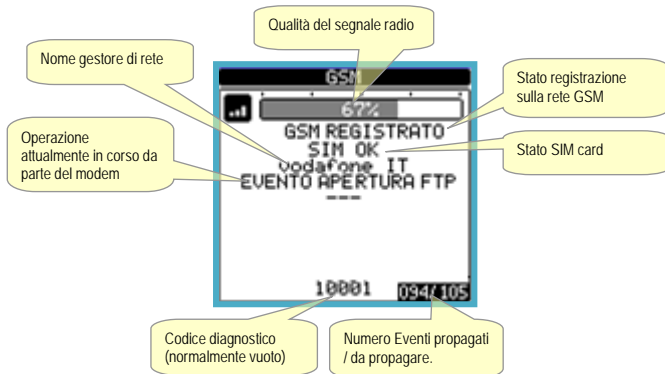 Qualità del segnale radio
Nome gestore di rete
Stato registrazione
sulla rete GSM
Operazione
attualmente in corso da
parte del modem
Stato SIM card
GSM
67%
GSM REGISTRATO
SIM OK
vodafone IT
EVENTO APERTURA FTP
---
10001
094/105
Codice diagnostico
(normalmente vuoto)
Numero Eventi propagati
/ da propagare.